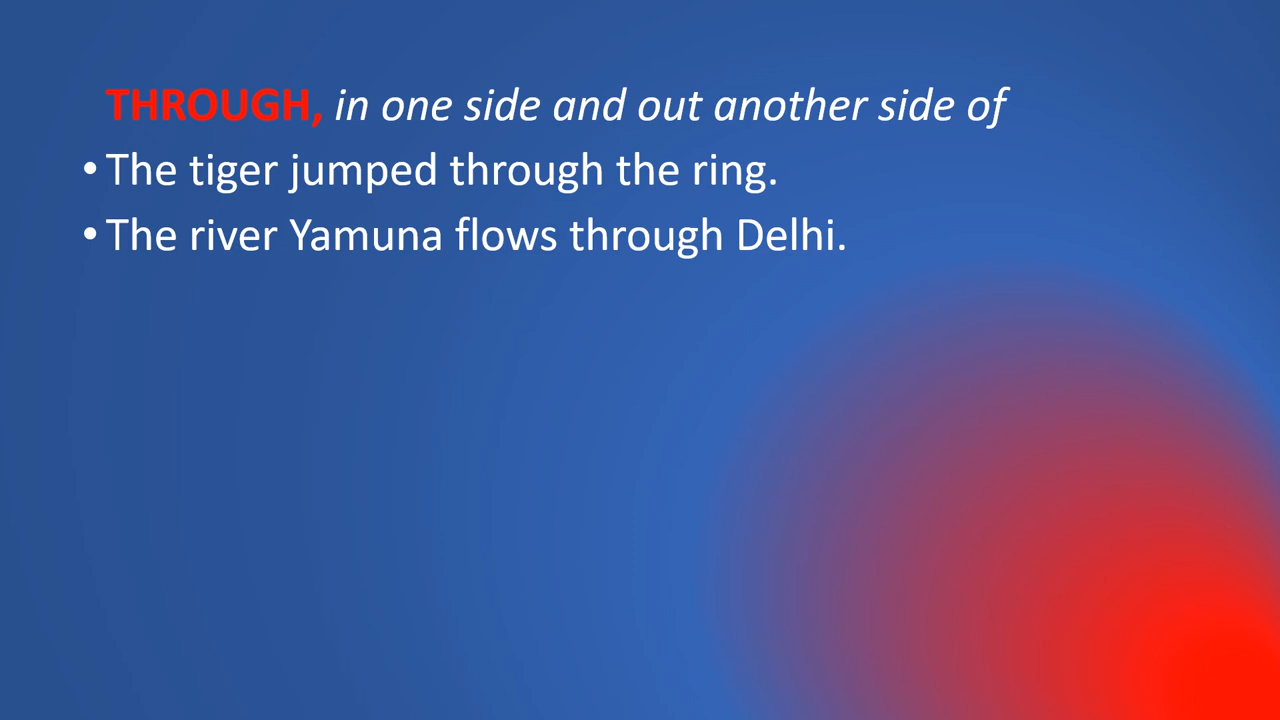 THROUGH, in one side and out another side of
• The tiger jumped through the ring.
• The river Yamuna flows through Delhi.